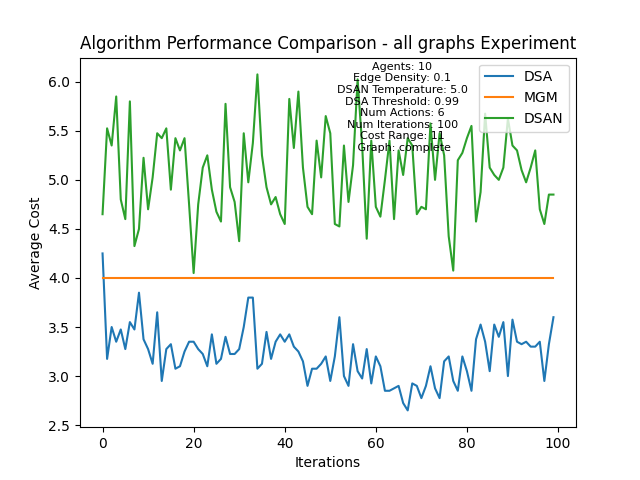 Algorithm Performance Comparison - all graphs Experiment
Agents: 10
Edge Density: 0.1
DSAN Temperature: 5.0
DSA Threshold: 0.99
Num Actions: 6
Num Iterations: 100
Cost Range: 11
Graph: complete
DSA
MGM
DSAN
Average Cost
6.0
5.5
5.0
4.5
4.0
3.5
3.0
2.5
0 20 40 60 80 100
Iterations